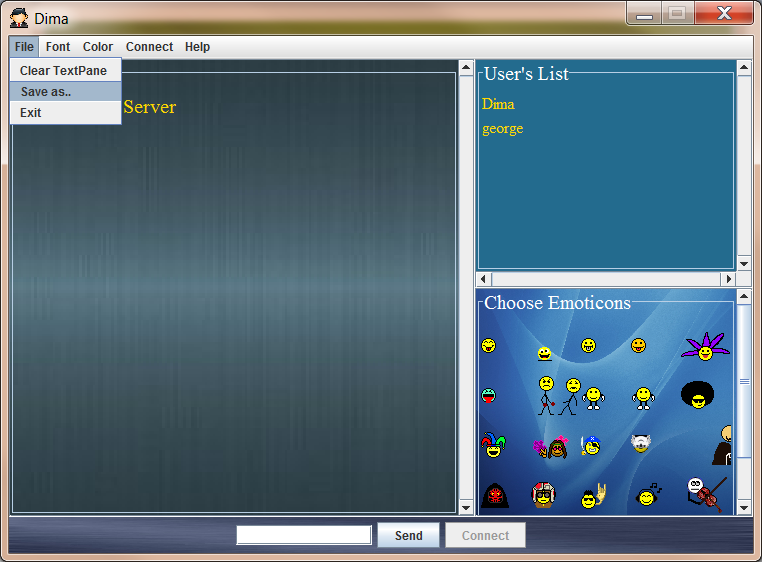 Dima
File Font Color Connect Help
Clear TextPane
Save as..
Exit
Server
User's List
Dima
george
Choose Emoticons
Send Connect